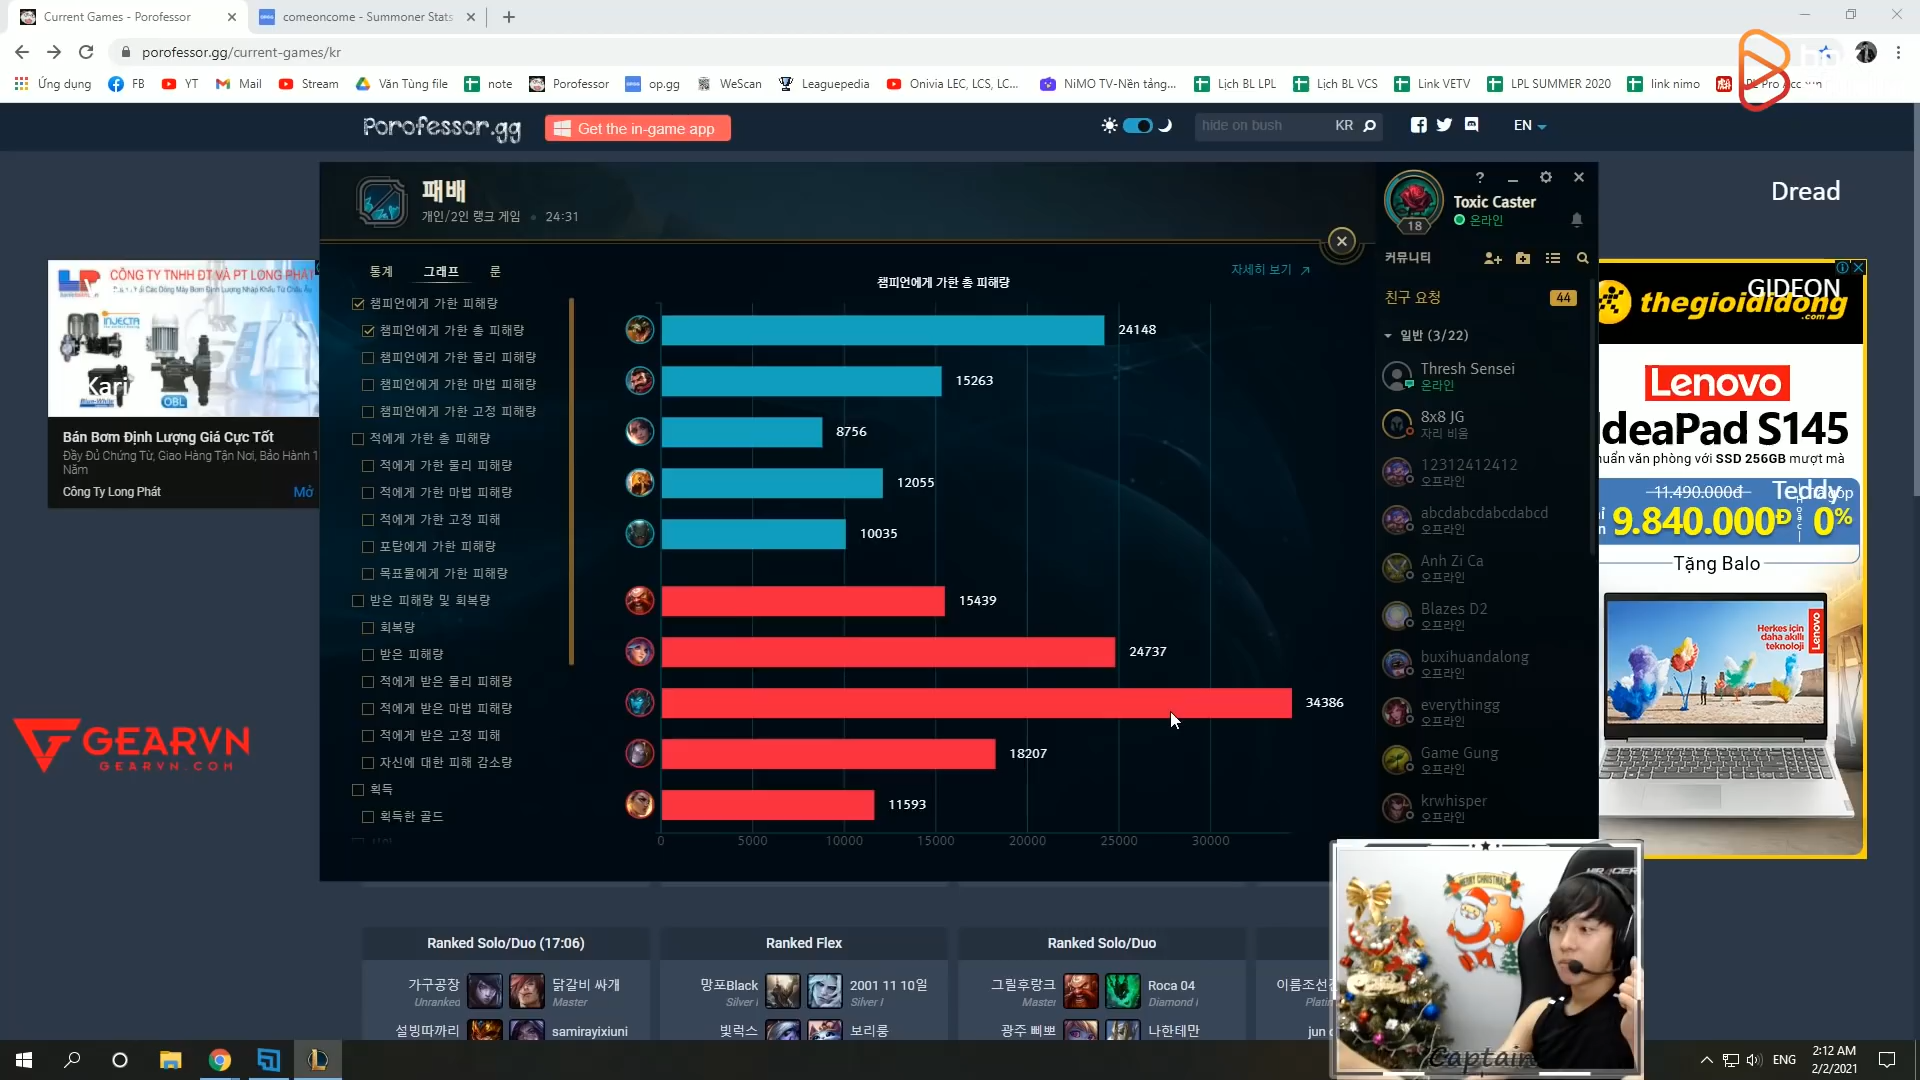 Current Games - Porofessor
comeoncome - Summoner Stats
porofessor.gg/current-games/kr
Ứng dụng
FB
YT
Mail
Stream
Văn Tùng file
note
Porofessor
op.gg
WeScan
Leaguepedia
Onivia LEC, LCS, LC...
NiMO TV-Nền tảng...
Lịch BL LPL
Lịch BL VCS
Link VETV
LPL SUMMER 2020
link nimo
Porofessor.gg
Get the in-game app
hide on bush
KR
EN
패배
개인/2인 랭크 게임 • 24:31
Toxic Caster
온라인
18
Dread
커뮤니티
통계
그래프
룬
챔피언에게 가한 총 피해량
자세히 보기
친구 요청
44
일반 (3/22)
챔피언에게 가한 피해량
챔피언에게 가한 총 피해량
챔피언에게 가한 물리 피해량
챔피언에게 가한 마법 피해량
챔피언에게 가한 고정 피해량
적에게 가한 총 피해량
적에게 가한 물리 피해량
적에게 가한 마법 피해량
적에게 가한 고정 피해
포탑에게 가한 피해량
목표물에게 가한 피해량
받은 피해량 및 회복량
회복량
받은 피해량
적에게 받은 물리 피해량
적에게 받은 마법 피해량
적에게 받은 고정 피해
자신에 대한 피해 감소량
획득
획득한 골드
24148
15263
8756
12055
10035
15439
24737
34386
18207
11593
0
5000
10000
15000
20000
25000
30000
Thresh Sensei
온라인
8x8 JG
자리 비움
12312412412
오프라인
abcdabcdabcdabcd
오프라인
Anh Zi Ca
오프라인
Blazes D2
오프라인
buxihuandalong
오프라인
everythingg
오프라인
Game Gung
오프라인
krwhisper
오프라인
CÔNG TY TNHH ĐT VÀ PT LONG PHÁT
INJECTA
OBL
Bán Bơm Định Lượng Giá Cực Tốt
Đầy Đủ Chứng Từ, Giao Hàng Tận Nơi, Bảo Hành 1
Năm
Công Ty Long Phát
Mở
GEARVN
GEARVN.COM
GIDEON
thegioididong
.com
Lenovo
IdeaPad S145
văn phòng với SSD 256GB mượt mà
11.490.000đ
Teddy
9.840.000Đ
0%
Tặng Balo
Herkes için
daha akıllı
teknoloji
Lenovo
Ranked Solo/Duo (17:06)
Ranked Flex
Ranked Solo/Duo
가구공장
Unranked
닭갈비 싸개
Master
망포Black
Silver I
2001 11 10일
Silver I
그릴후랑크
Master
Roca 04
Diamond I
설빙따까리
samirayixiuni
빛럭스
보리롱
광주 삐뽀
나한테만
MERRY CHRISTMAS
Captain
ENG
2:12 AM
2/2/2021